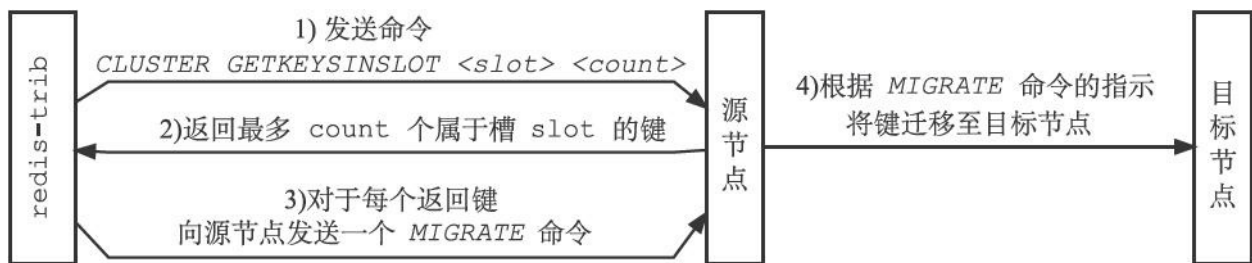 redis-trib
1) 发送命令
CLUSTER GETKEYSINSLOT <slot> <count>
2)返回最多 count 个属于槽 slot 的键
3)对于每个返回键
向源节点发送一个 MIGRATE 命令
源节点
4)根据 MIGRATE 命令的指示
将键迁移至目标节点
目标节点